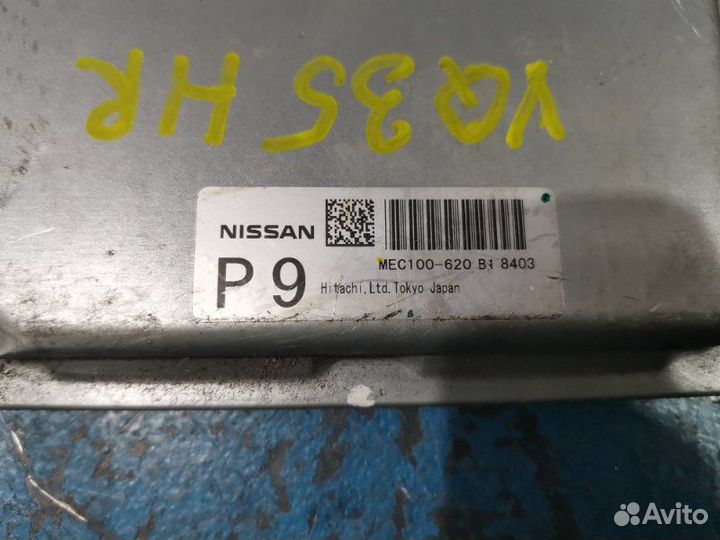 VQ35HR
NISSAN
MEC100-620 B1 8403
P9
Hitachi,Ltd.Tokyo Japan
Avito